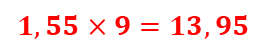 1, 55 × 9 = 13, 95